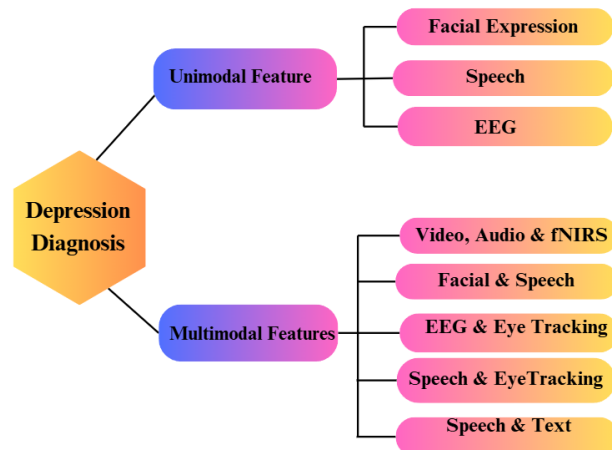 Depression
Diagnosis
Unimodal Feature
Facial Expression
Speech
EEG
Multimodal Features
Video, Audio & fNIRS
Facial & Speech
EEG & Eye Tracking
Speech & EyeTracking
Speech & Text